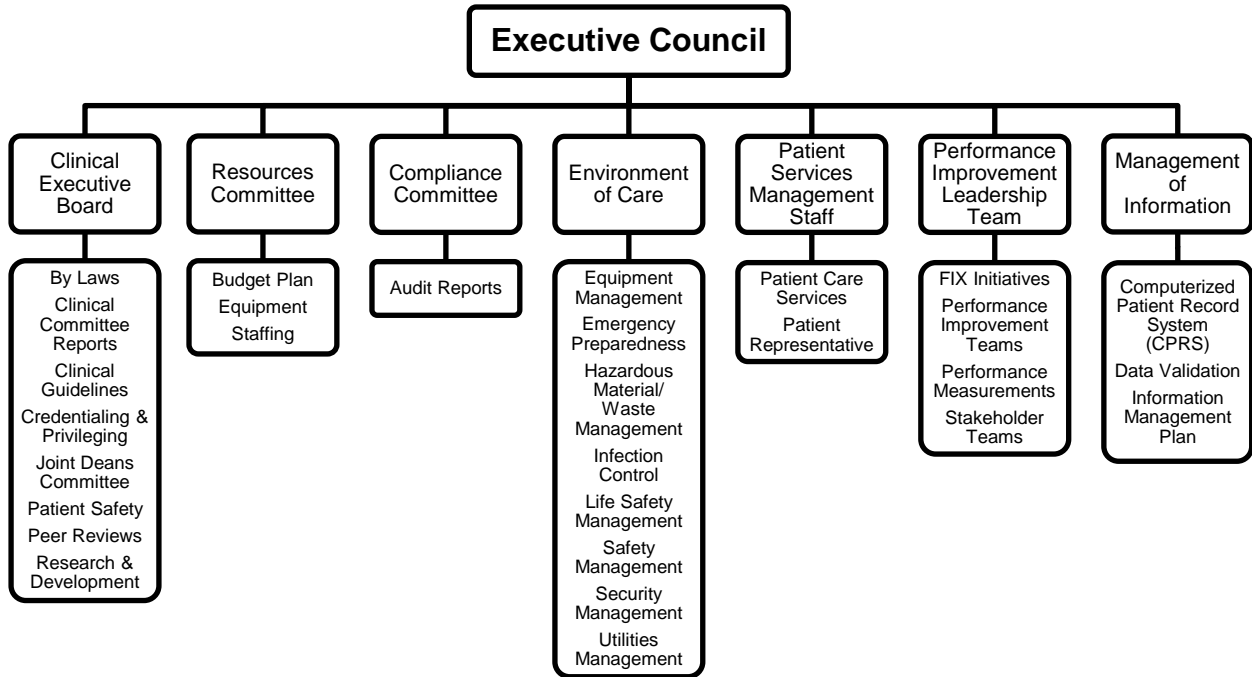 Executive Council
Clinical
Executive
Board
Resources
Committee
Compliance
Committee
Environment
of Care
Patient
Services
Management
Staff
Performance
Improvement
Leadership
Team
Management
of
Information
By Laws
Clinical
Committee
Reports
Clinical
Guidelines
Credentialing &
Privileging
Joint Deans
Committee
Patient Safety
Peer Reviews
Research &
Development
Budget Plan
Equipment
Staffing
Audit Reports
Equipment
Management
Emergency
Preparedness
Hazardous
Material/
Waste
Management
Infection
Control
Life Safety
Management
Safety
Management
Security
Management
Utilities
Management
Patient Care
Services
Patient
Representative
FIX Initiatives
Performance
Improvement
Teams
Performance
Measurements
Stakeholder
Teams
Computerized
Patient Record
System
(CPRS)
Data Validation
Information
Management
Plan